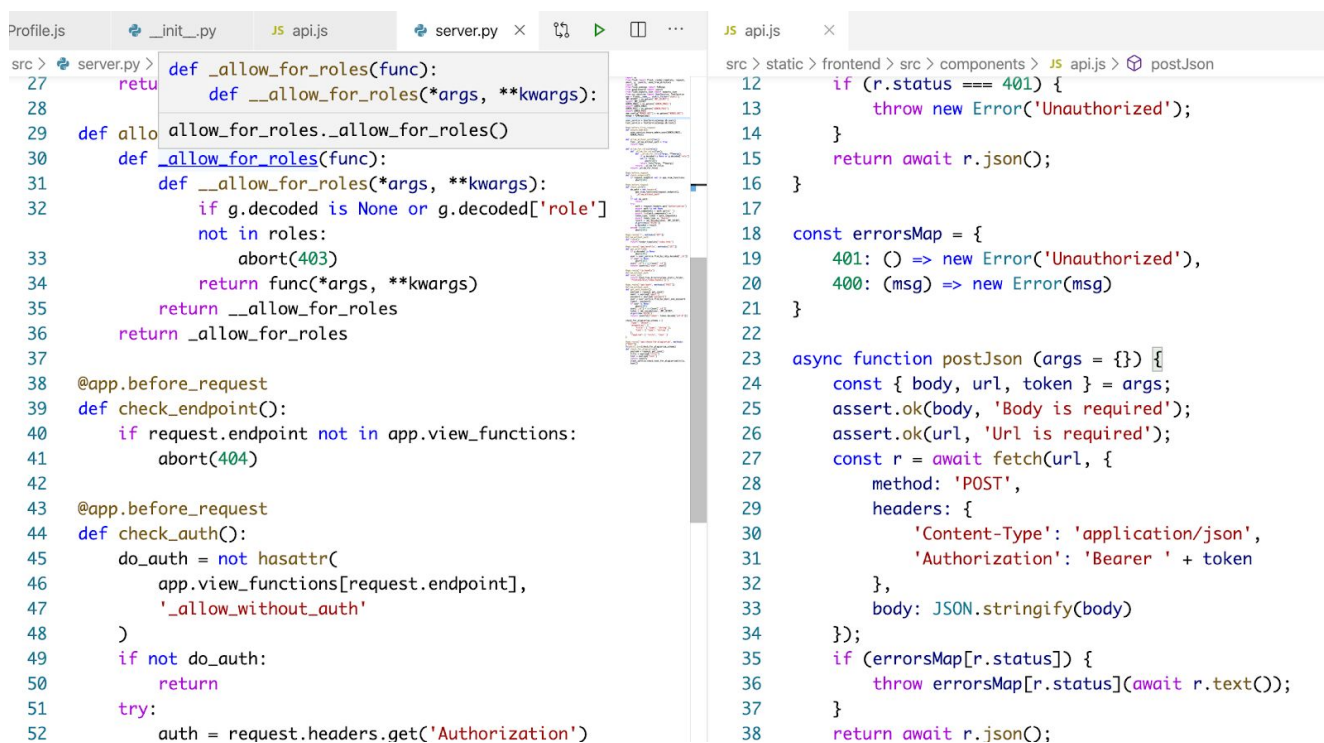 Profile.js __init__.py JS api.js server.py × ···
src > server.py >
def _allow_for_roles(func):
def __allow_for_roles(*args, **kwargs):
allow_for_roles._allow_for_roles()
27 retu
28
29 def allo
30 def _allow_for_roles(func):
31 def __allow_for_roles(*args, **kwargs):
32 if g.decoded is None or g.decoded['role']
not in roles:
33 abort(403)
34 return func(*args, **kwargs)
35 return __allow_for_roles
36 return _allow_for_roles
37
38 @app.before_request
39 def check_endpoint():
40 if request.endpoint not in app.view_functions:
41 abort(404)
42
43 @app.before_request
44 def check_auth():
45 do_auth = not hasattr(
46 app.view_functions[request.endpoint],
47 '_allow_without_auth'
48 )
49 if not do_auth:
50 return
51 try:
52 auth = request.headers.get('Authorization')
JS api.js ×
src > static > frontend > src > components > JS api.js > postJson
12 if (r.status === 401) {
13 throw new Error('Unauthorized');
14 }
15 return await r.json();
16 }
17
18 const errorsMap = {
19 401: () => new Error('Unauthorized'),
20 400: (msg) => new Error(msg)
21 }
22
23 async function postJson (args = {}) {
24 const { body, url, token } = args;
25 assert.ok(body, 'Body is required');
26 assert.ok(url, 'Url is required');
27 const r = await fetch(url, {
28 method: 'POST',
29 headers: {
30 'Content-Type': 'application/json',
31 'Authorization': 'Bearer ' + token
32 },
33 body: JSON.stringify(body)
34 });
35 if (errorsMap[r.status]) {
36 throw errorsMap[r.status](await r.text());
37 }
38 return await r.json();